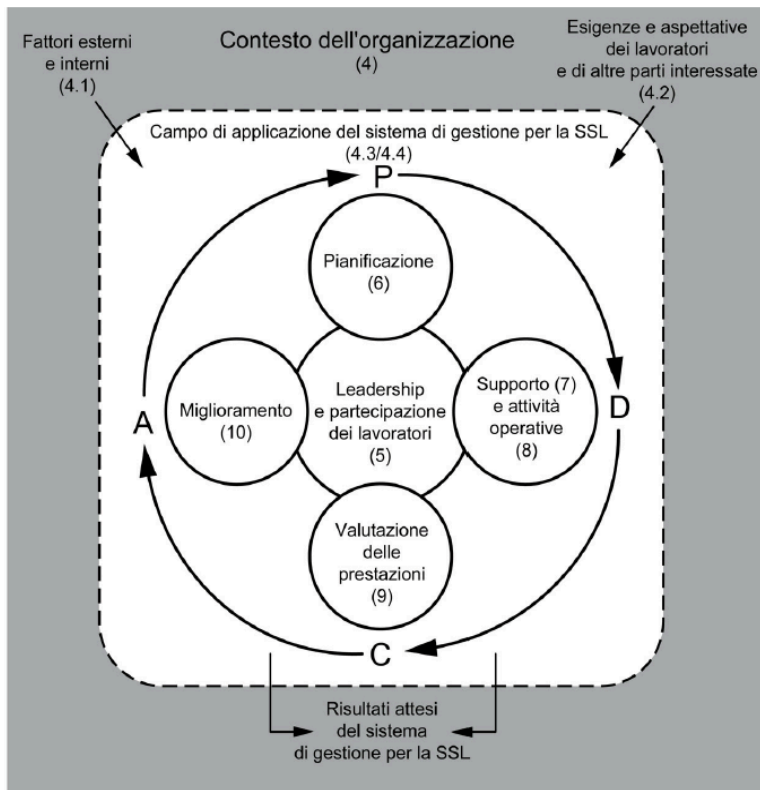 Fattori esterni
e interni
(4.1)
Contesto dell'organizzazione
(4)
Esigenze e aspettative
dei lavoratori
e di altre parti interessate
(4.2)
Campo di applicazione del sistema di gestione per la SSL
(4.3/4.4)
P
Pianificazione
(6)
A
Miglioramento
(10)
Leadership
e partecipazione
dei lavoratori
(5)
Supporto (7)
e attività
operative
(8)
D
Valutazione
delle
prestazioni
(9)
C
Risultati attesi
del sistema
di gestione per la SSL